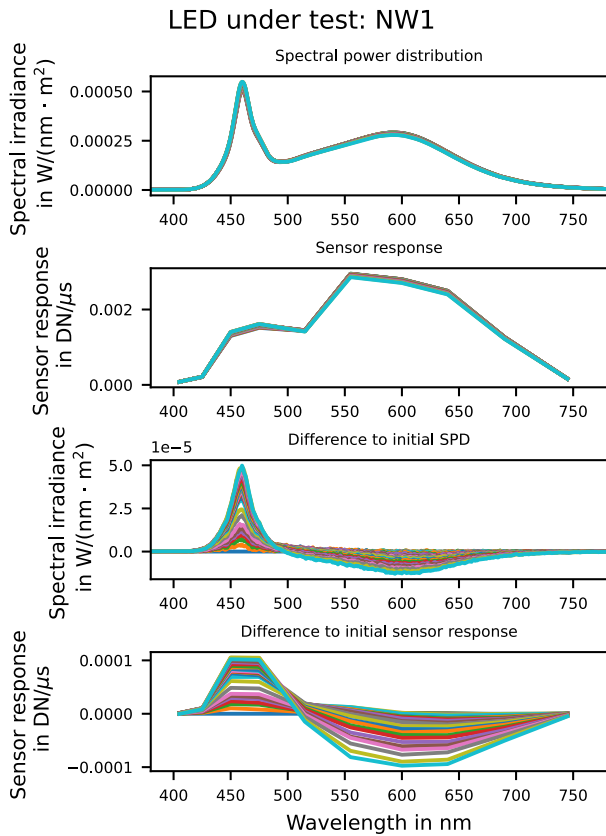 LED under test: NW1
Spectral power distribution
Spectral irradiance
in W/(nm · m²)
0.00050
0.00025
0.00000
400 450 500 550 600 650 700 750
Sensor response
Sensor response
in DN/μs
0.002
0.000
400 450 500 550 600 650 700 750
Difference to initial SPD
1e−5
Spectral irradiance
in W/(nm · m²)
5.0
2.5
0.0
400 450 500 550 600 650 700 750
Difference to initial sensor response
Sensor response
in DN/μs
0.0001
0.0000
−0.0001
400 450 500 550 600 650 700 750
Wavelength in nm